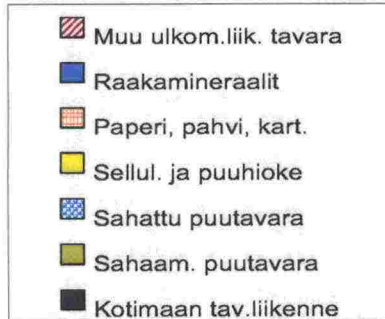 Muu ulkom.liik. tavara
Raakamineraalit
Paperi, pahvi, kart.
Sellul. ja puuhioke
Sahattu puutavara
Sahaam. puutavara
Kotimaan tav.liikenne